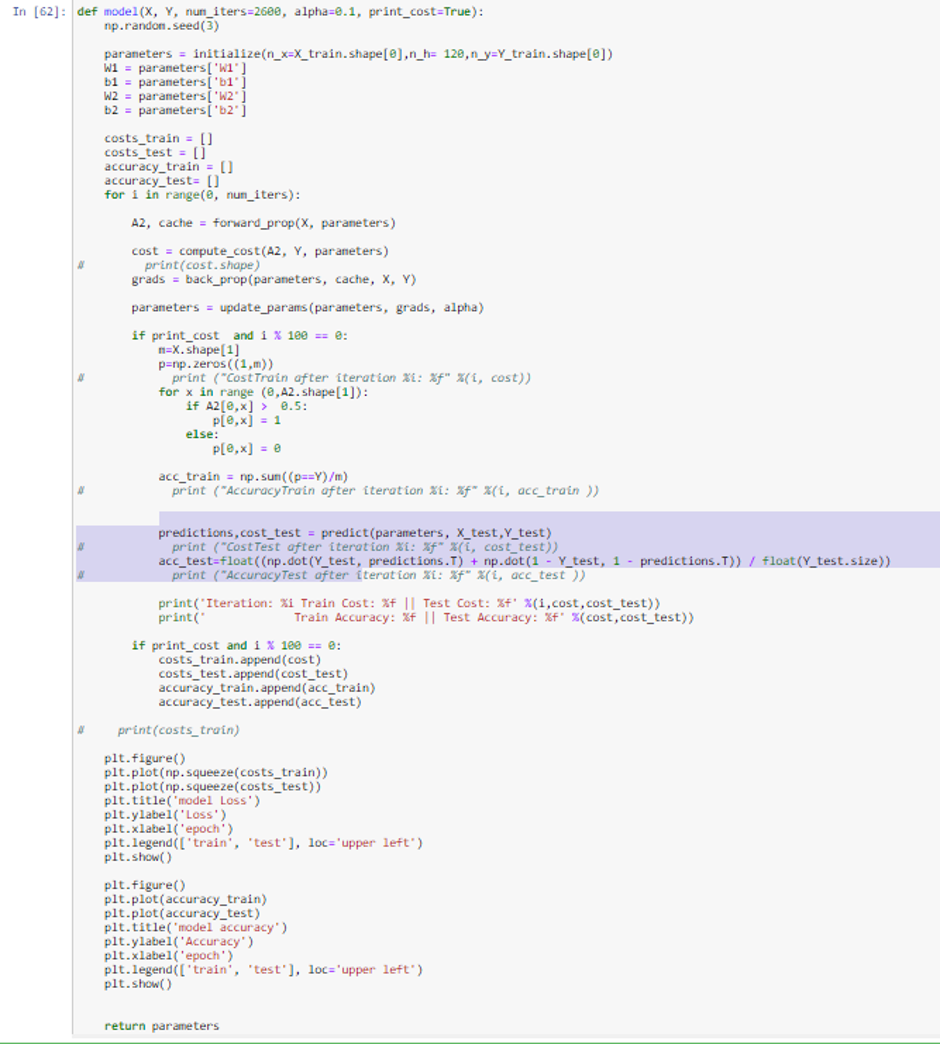 In [62]: def model(X, Y, num_iters=2600, alpha=0.1, print_cost=True):
    np.random.seed(3)

    parameters = initialize(n_x=X_train.shape[0],n_h= 120,n_y=Y_train.shape[0])
    W1 = parameters['W1']
    b1 = parameters['b1']
    W2 = parameters['W2']
    b2 = parameters['b2']

    costs_train = []
    costs_test = []
    accuracy_train = []
    accuracy_test= []
    for i in range(0, num_iters):

        A2, cache = forward_prop(X, parameters)

        cost = compute_cost(A2, Y, parameters)
#         print(cost.shape)
        grads = back_prop(parameters, cache, X, Y)

        parameters = update_params(parameters, grads, alpha)

        if print_cost  and i % 100 == 0:
            m=X.shape[1]
            p=np.zeros((1,m))
#             print ("CostTrain after iteration %i: %f" %(i, cost))
            for x in range (0,A2.shape[1]):
                if A2[0,x] >  0.5:
                    p[0,x] = 1
                else:
                    p[0,x] = 0

            acc_train = np.sum((p==Y)/m)
#             print ("AccuracyTrain after iteration %i: %f" %(i, acc_train ))

            predictions,cost_test = predict(parameters, X_test,Y_test)
#             print ("CostTest after iteration %i: %f" %(i, cost_test))
            acc_test=float((np.dot(Y_test, predictions.T) + np.dot(1 - Y_test, 1 - predictions.T)) / float(Y_test.size))
#             print ("AccuracyTest after iteration %i: %f" %(i, acc_test ))

            print('Iteration: %i Train Cost: %f || Test Cost: %f' %(i,cost,cost_test))
            print('             Train Accuracy: %f || Test Accuracy: %f' %(cost,cost_test))

        if print_cost and i % 100 == 0:
            costs_train.append(cost)
            costs_test.append(cost_test)
            accuracy_train.append(acc_train)
            accuracy_test.append(acc_test)

#     print(costs_train)

    plt.figure()
    plt.plot(np.squeeze(costs_train))
    plt.plot(np.squeeze(costs_test))
    plt.title('model Loss')
    plt.ylabel('Loss')
    plt.xlabel('epoch')
    plt.legend(['train', 'test'], loc='upper left')
    plt.show()

    plt.figure()
    plt.plot(accuracy_train)
    plt.plot(accuracy_test)
    plt.title('model accuracy')
    plt.ylabel('Accuracy')
    plt.xlabel('epoch')
    plt.legend(['train', 'test'], loc='upper left')
    plt.show()

    return parameters